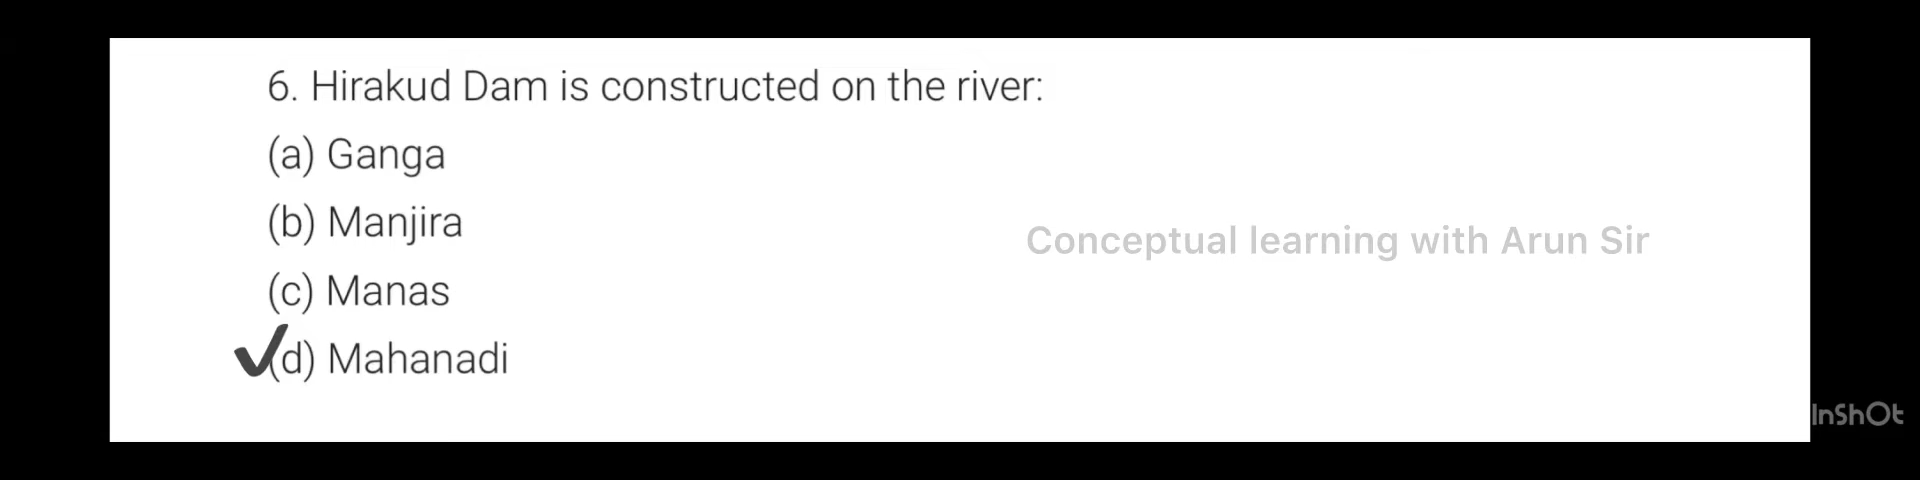 6. Hirakud Dam is constructed on the river:
(a) Ganga
(b) Manjira
Conceptual learning with Arun Sir
(c) Manas
(d) Mahanadi
InShOt